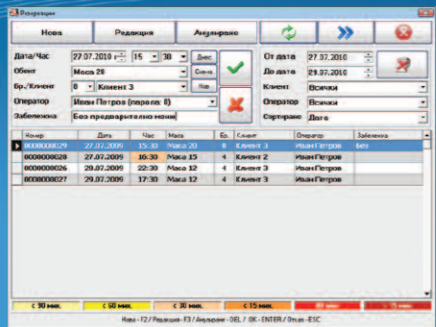 Резервации
Нова Редакция Анулиране
Дата/Час 27.07.2010 15 : 30 Днес От дата 27.07.2010
Обект Маса 20 Схема До дата 29.07.2010
Бр./Клиент 8 Клиент 3 Нов Клиент Всички
Оператор Иван Петров (парола: 8) Оператор Всички
Забележка Без предварително мени Сортиране Дата
Номер Дата Час Маса Бр. Клиент Оператор Забележка
0000000029 27.07.2009 15:30 Маса 20 8 Клиент 3 Иван Петров Без
0000000028 27.07.2009 16:30 Маса 15 4 Клиент 2 Иван Петров
0000000026 29.07.2009 22:30 Маса 12 4 Клиент 3 Иван Петров
0000000027 29.07.2009 17:30 Маса 12 4 Клиент 3 Иван Петров
< 90 мин. < 60 мин. < 30 мин. < 15 мин.
Нова - F2 / Редакция - F3 / Анулиране - DEL / OK - ENTER / Отказ - ESC